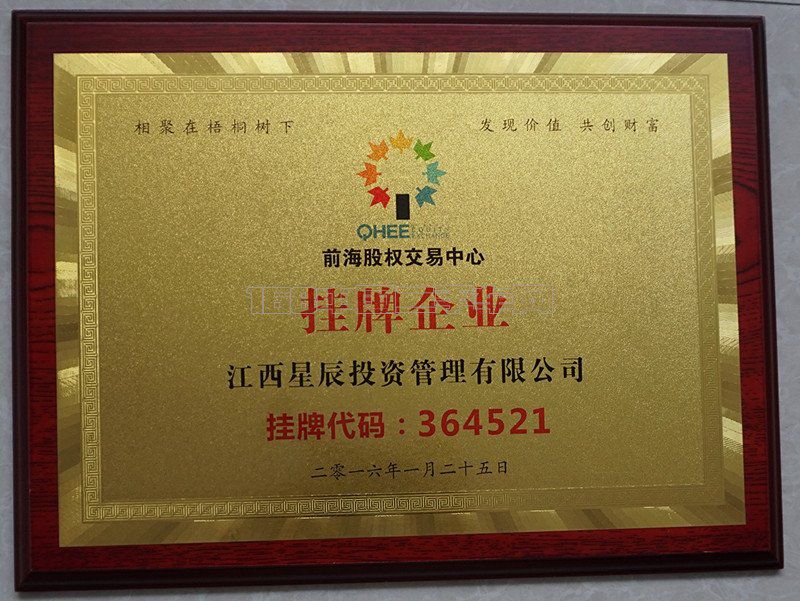 相聚在梧桐树下
发现价值 共创财富
QHEE EQUITY EXCHANGE
前海股权交易中心
挂牌企业
江西星辰投资管理有限公司
挂牌代码：364521
二零一六年一月二十五日